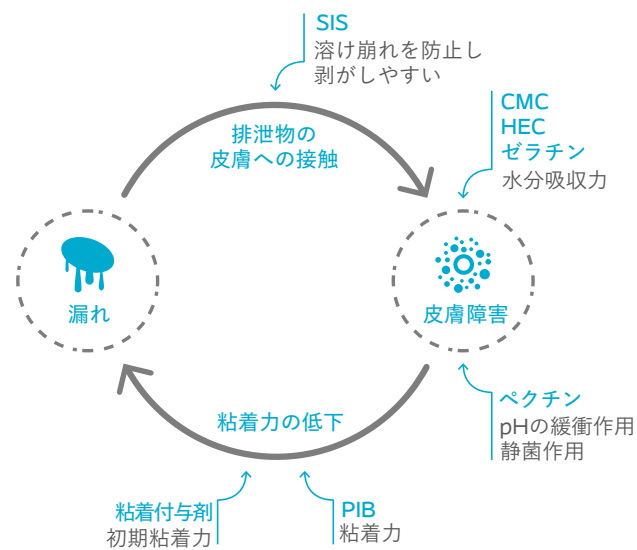 SIS
溶け崩れを防止し
剥がしやすい
排泄物の
皮膚への接触
CMC
HEC
ゼラチン
水分吸収力
漏れ
皮膚障害
粘着力の低下
ペクチン
pHの緩衝作用
静菌作用
粘着付与剤
初期粘着力
PIB
粘着力